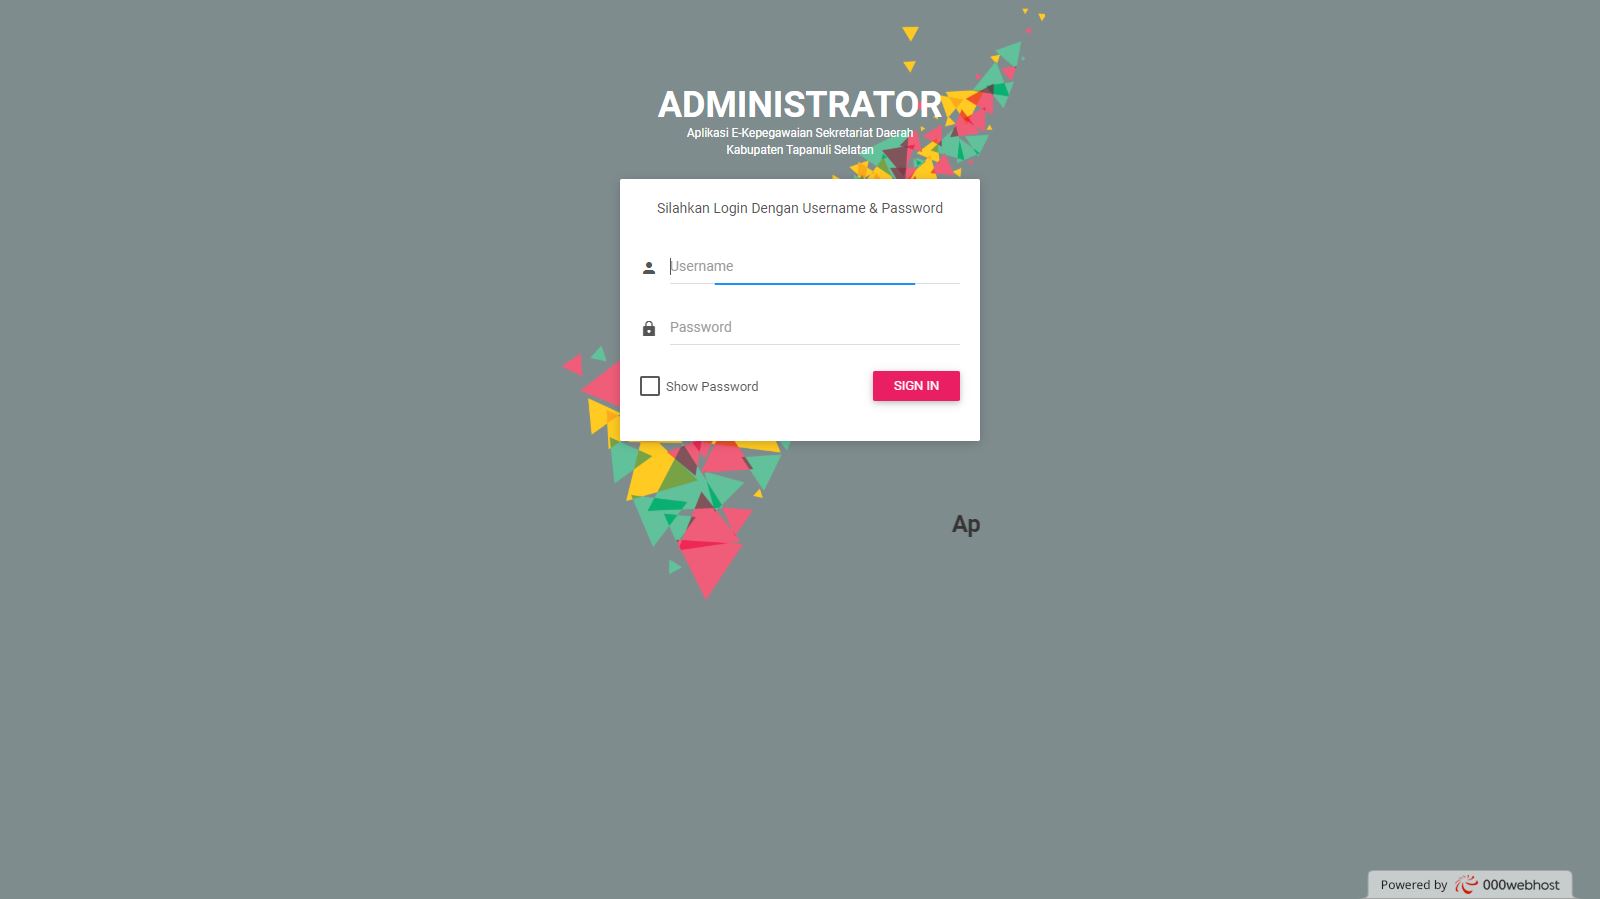 ADMINISTRATOR
Aplikasi E-Kepegawaian Sekretariat Daerah
Kabupaten Tapanuli Selatan
Silahkan Login Dengan Username & Password
Username
Password
Show Password
SIGN IN
Ap
Powered by 000webhost